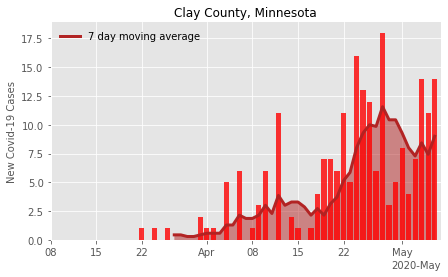 Clay County, Minnesota
7 day moving average
New Covid-19 Cases
17.5
15.0
12.5
10.0
7.5
5.0
2.5
0.0
08 15 22 Apr 08 15 22 May
2020-May